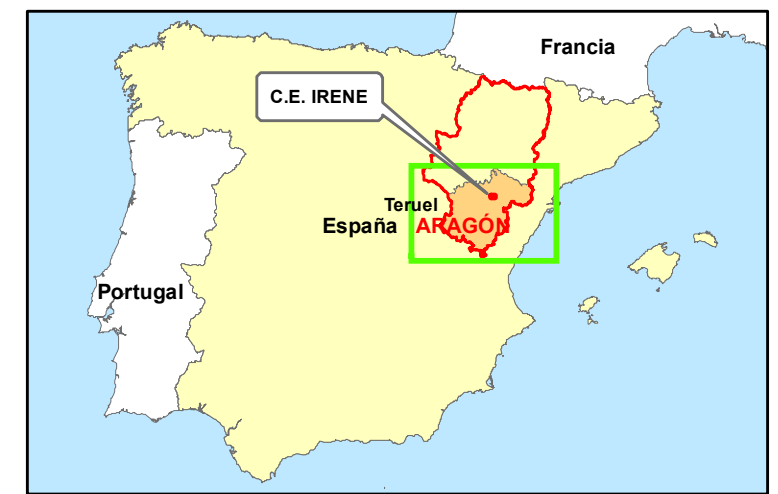 Francia
C.E. IRENE
Teruel
España
ARAGÓN
Portugal